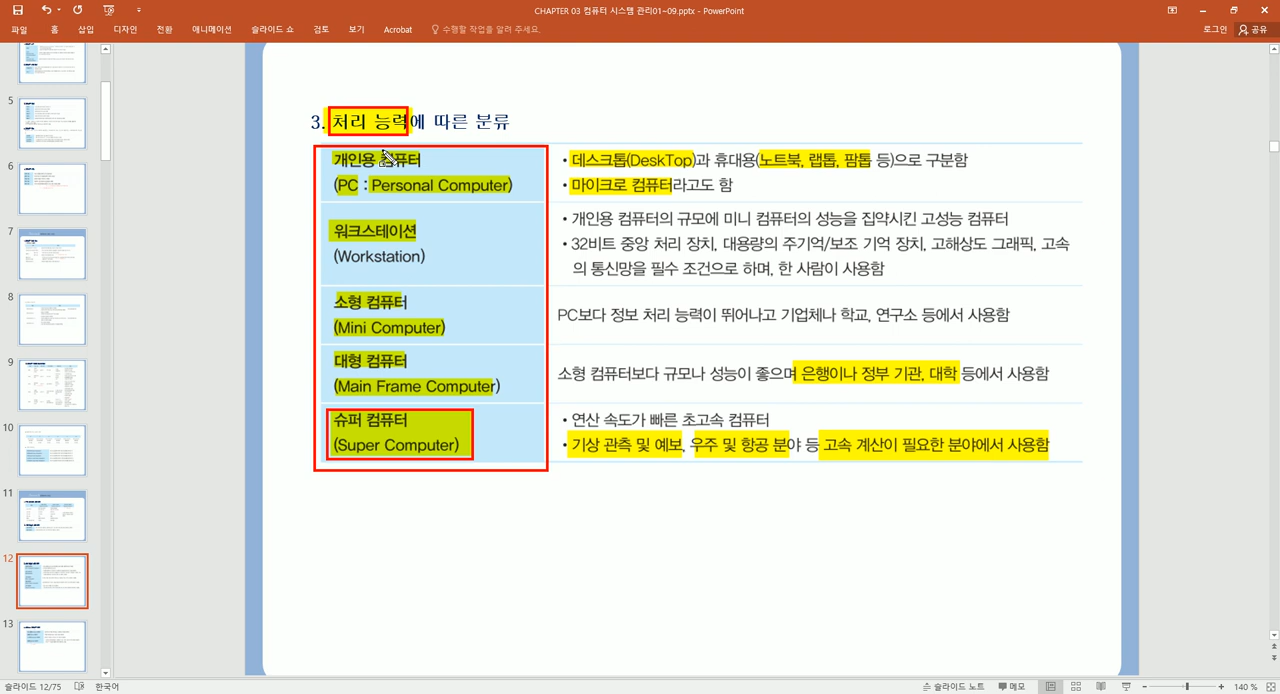 CHAPTER 03 컴퓨터 시스템 관리01~09.pptx - PowerPoint
파일 홈 삽입 디자인 전환 애니메이션 슬라이드 쇼 검토 보기 Acrobat 수행할 작업을 알려 주세요. 로그인 공유
5
6
7
8
9
10
11
12
13
3. 처리 능력에 따른 분류
개인용 컴퓨터
(PC : Personal Computer)
• 데스크톱(DeskTop)과 휴대용(노트북, 랩톱, 팜톱 등)으로 구분함
• 마이크로 컴퓨터라고도 함
워크스테이션
(Workstation)
• 개인용 컴퓨터의 규모에 미니 컴퓨터의 성능을 집약시킨 고성능 컴퓨터
• 32비트 중앙 처리 장치, 대용량의 주기억/보조 기억 장치, 고해상도 그래픽, 고속
의 통신망을 필수 조건으로 하며, 한 사람이 사용함
소형 컴퓨터
(Mini Computer)
PC보다 정보 처리 능력이 뛰어나고 기업체나 학교, 연구소 등에서 사용함
대형 컴퓨터
(Main Frame Computer)
소형 컴퓨터보다 규모나 성능이 좋으며 은행이나 정부 기관, 대학 등에서 사용함
슈퍼 컴퓨터
(Super Computer)
• 연산 속도가 빠른 초고속 컴퓨터
• 기상 관측 및 예보, 우주 및 항공 분야 등 고속 계산이 필요한 분야에서 사용함
슬라이드 12/75 한국어 슬라이드 노트 메모 140 %